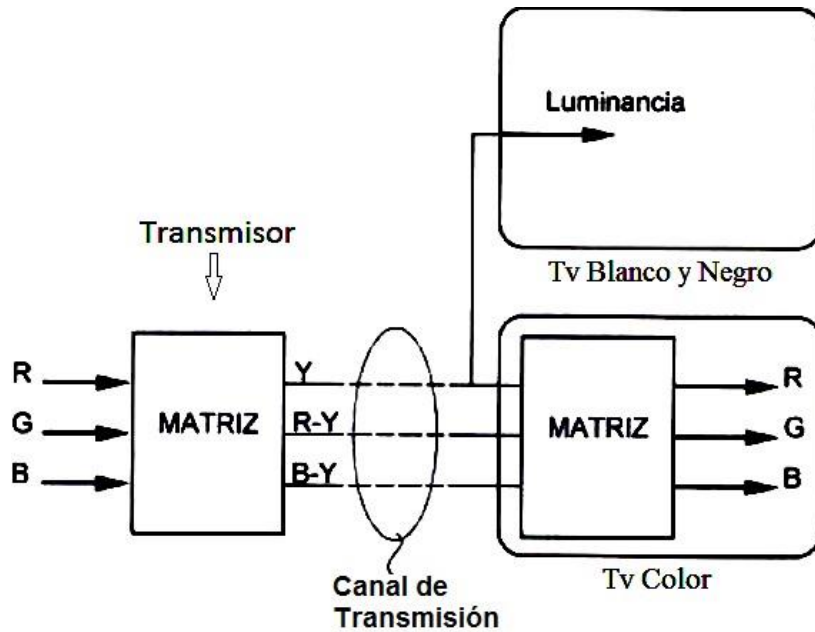 Luminancia
Tv Blanco y Negro
Transmisor
R
G
B
MATRIZ
Y
R-Y
B-Y
MATRIZ
R
G
B
Tv Color
Canal de
Transmisión